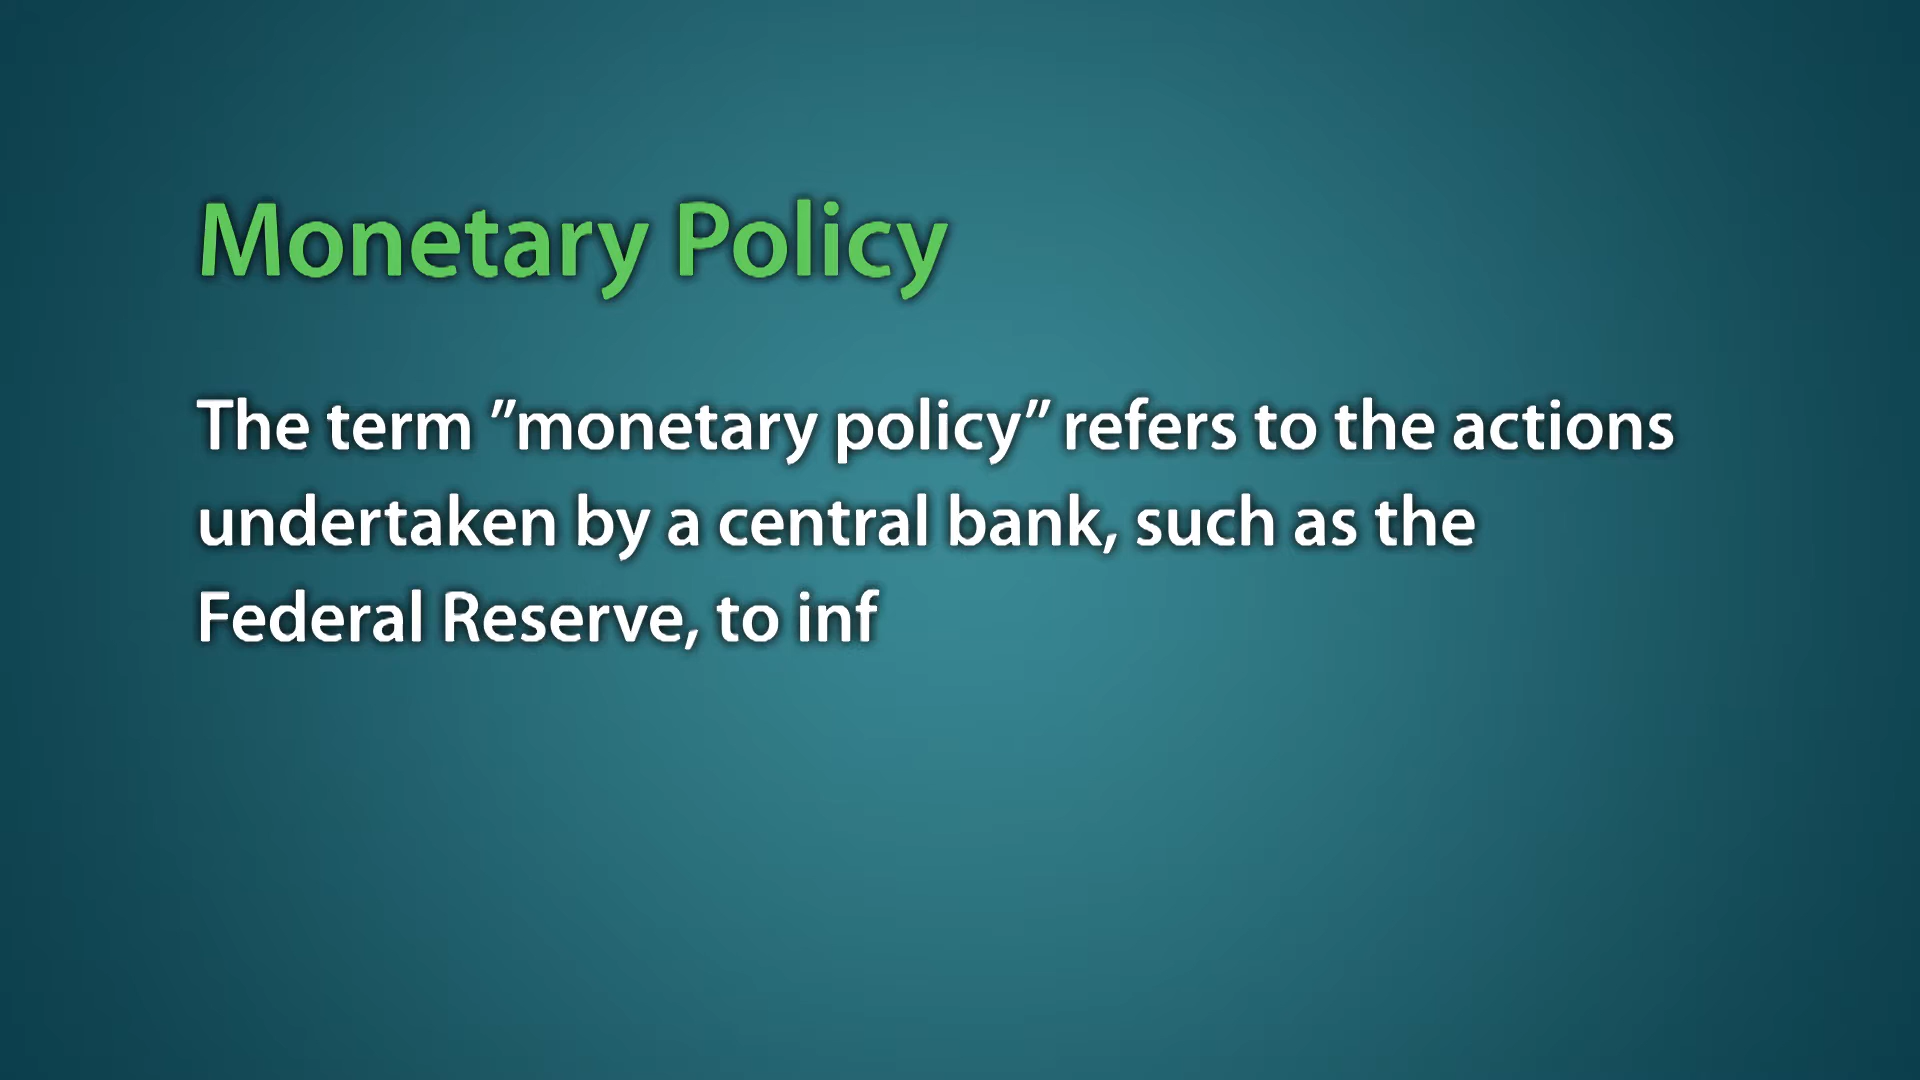 Monetary Policy
The term "monetary policy" refers to the actions
undertaken by a central bank, such as the
Federal Reserve, to inf